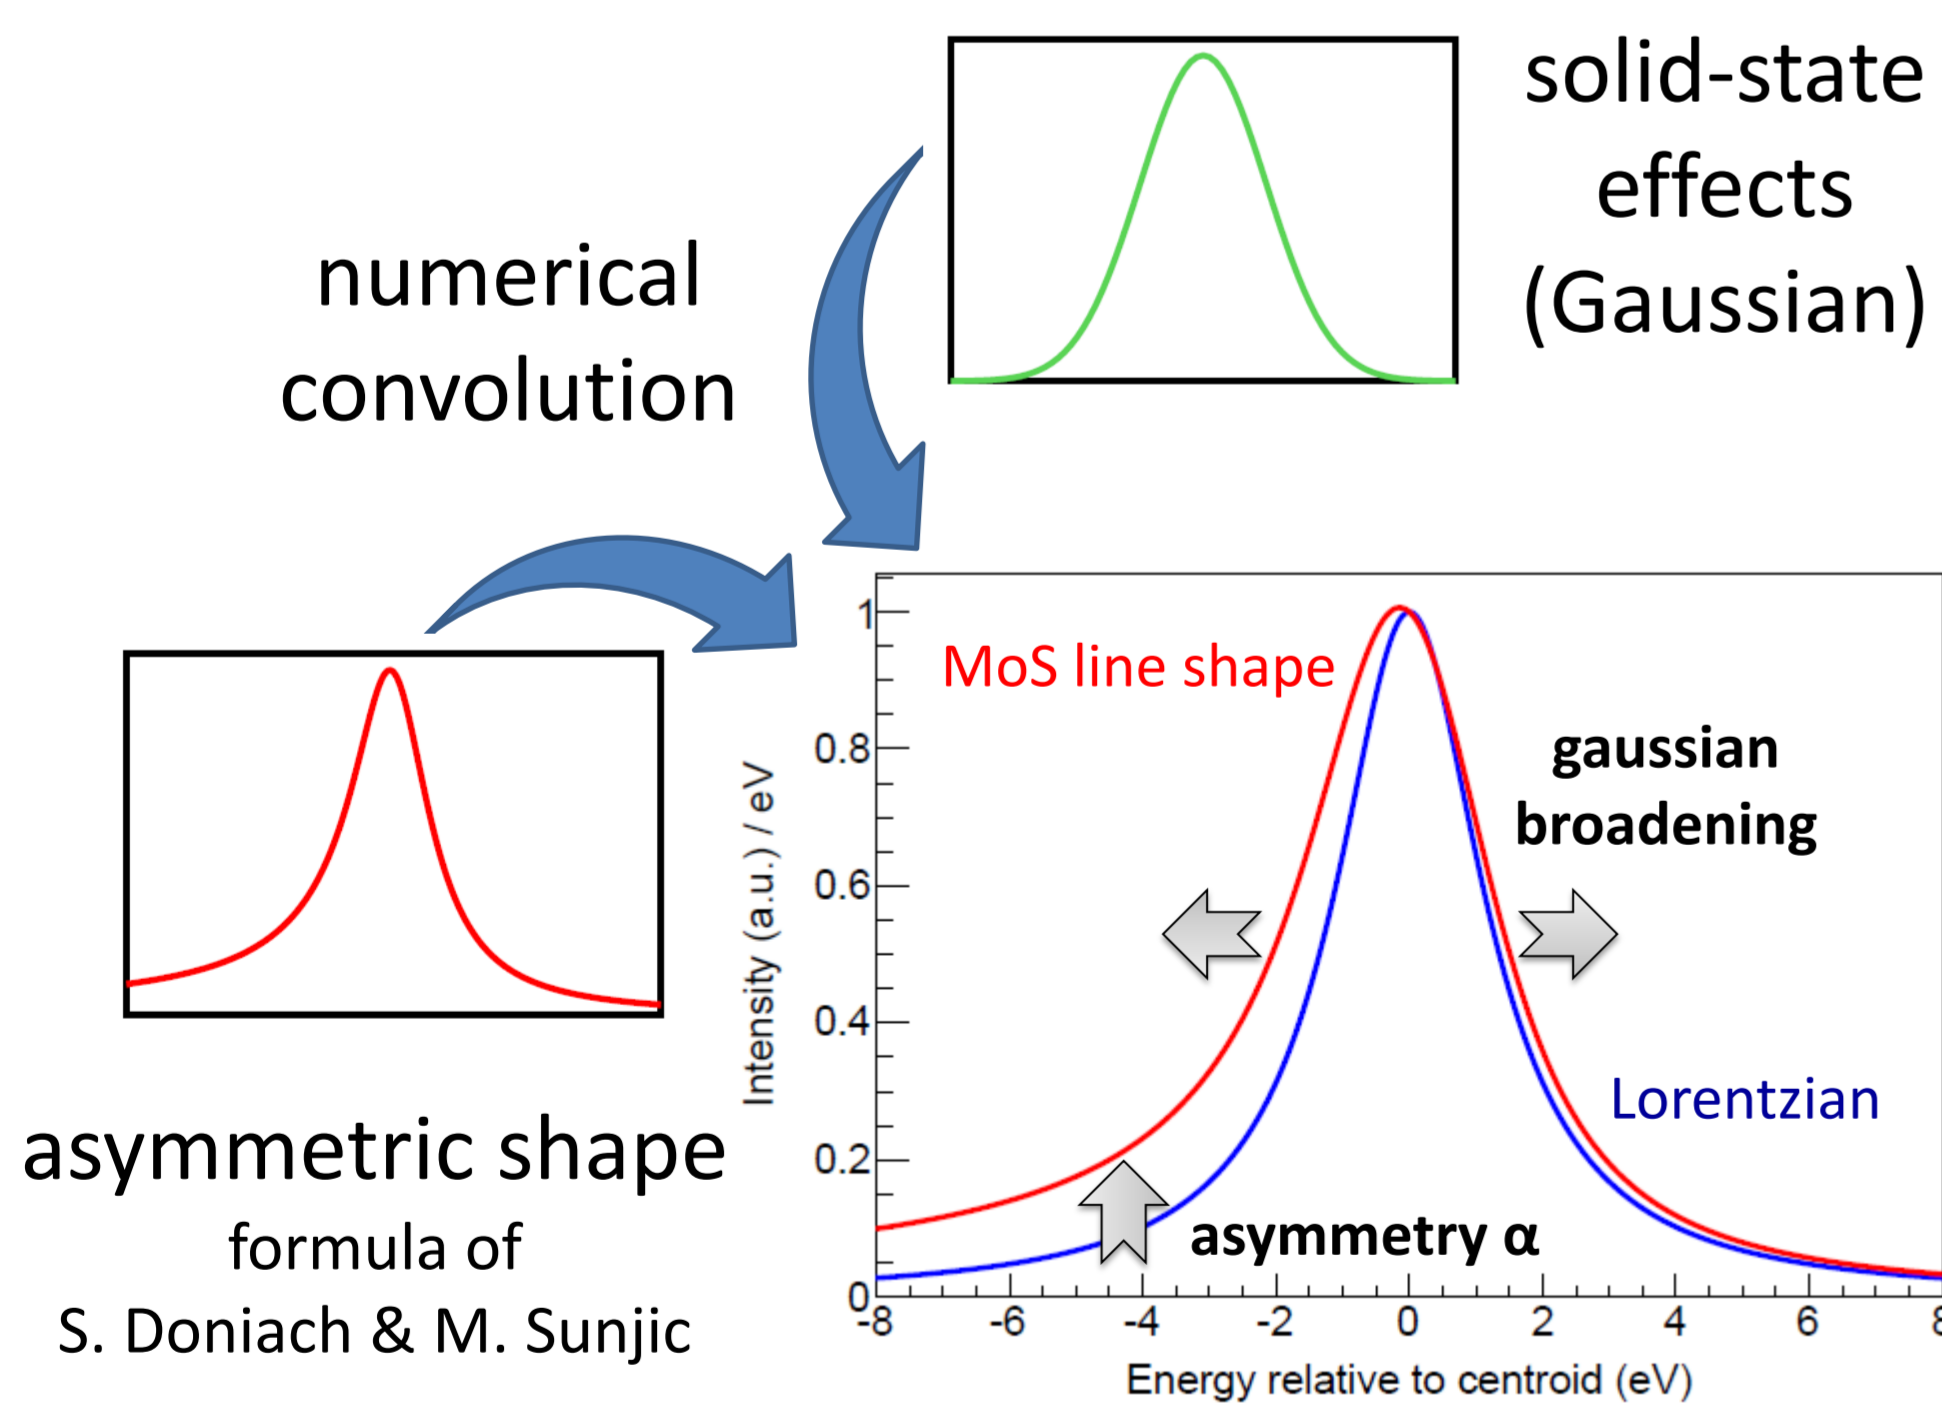 solid-state
effects
(Gaussian)
numerical
convolution
asymmetric shape
formula of
S. Doniach & M. Sunjic
MoS line shape
gaussian
broadening
Lorentzian
asymmetry α
Intensity (a.u.) / eV
1
0.8
0.6
0.4
0.2
0
-8 -6 -4 -2 0 2 4 6 8
Energy relative to centroid (eV)